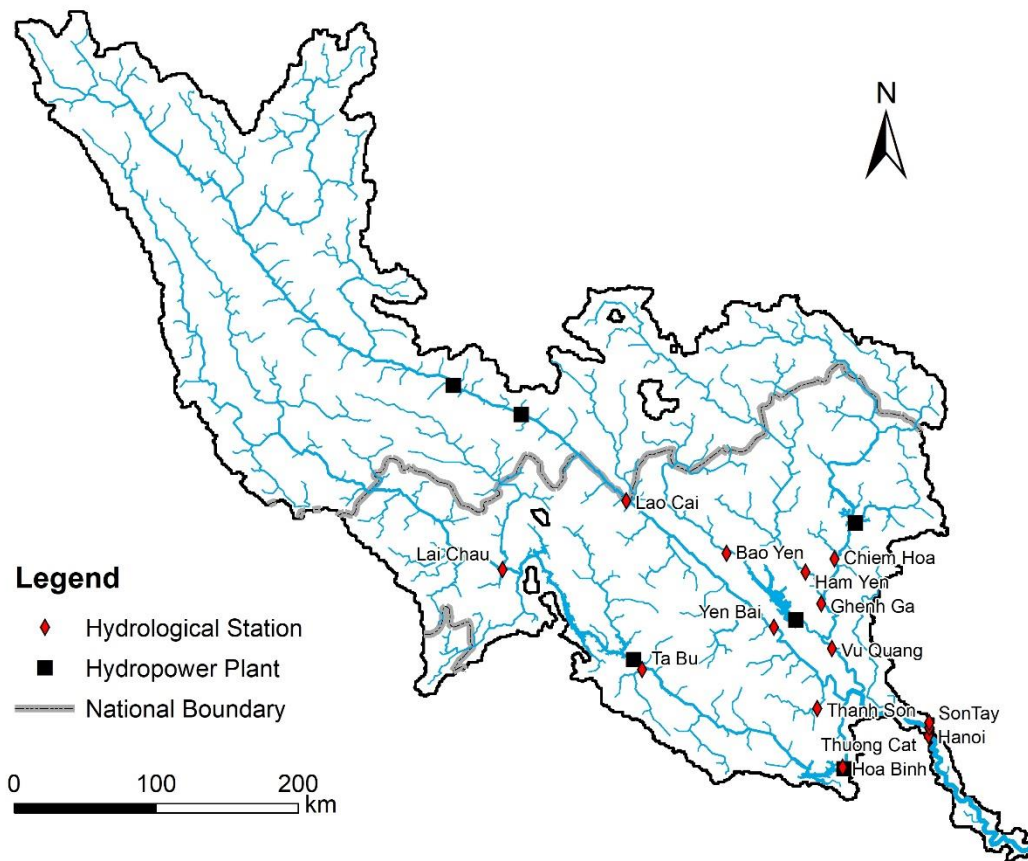 N
Lao Cai
Bao Yen
Chiem Hoa
Lai Chau
Ham Yen
Ghenh Ga
Yen Bai
Vu Quang
Ta Bu
Thanh Son
SonTay
Hanoi
Thuong Cat
Hoa Binh
Legend
Hydrological Station
Hydropower Plant
National Boundary
0 100 200
km